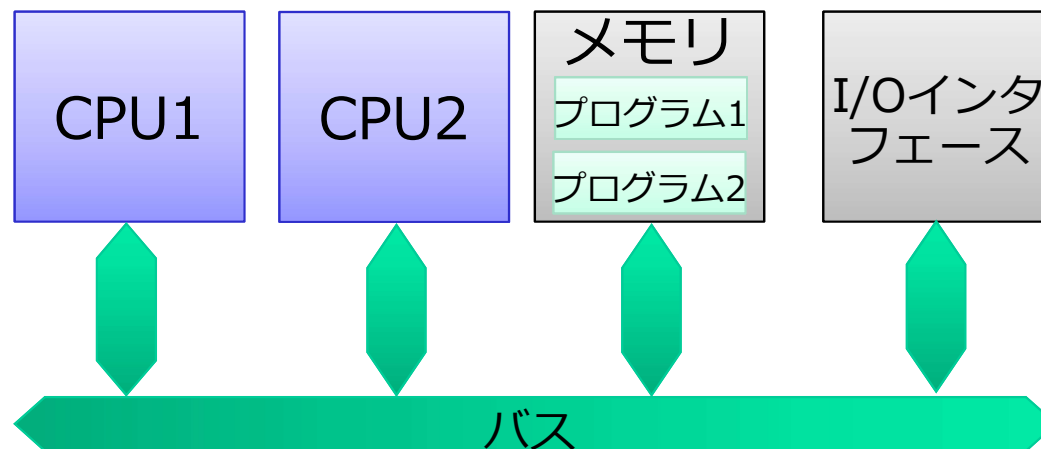 CPU1
CPU2
メモリ
プログラム1
プログラム2
I/Oインタ
フェース
バス